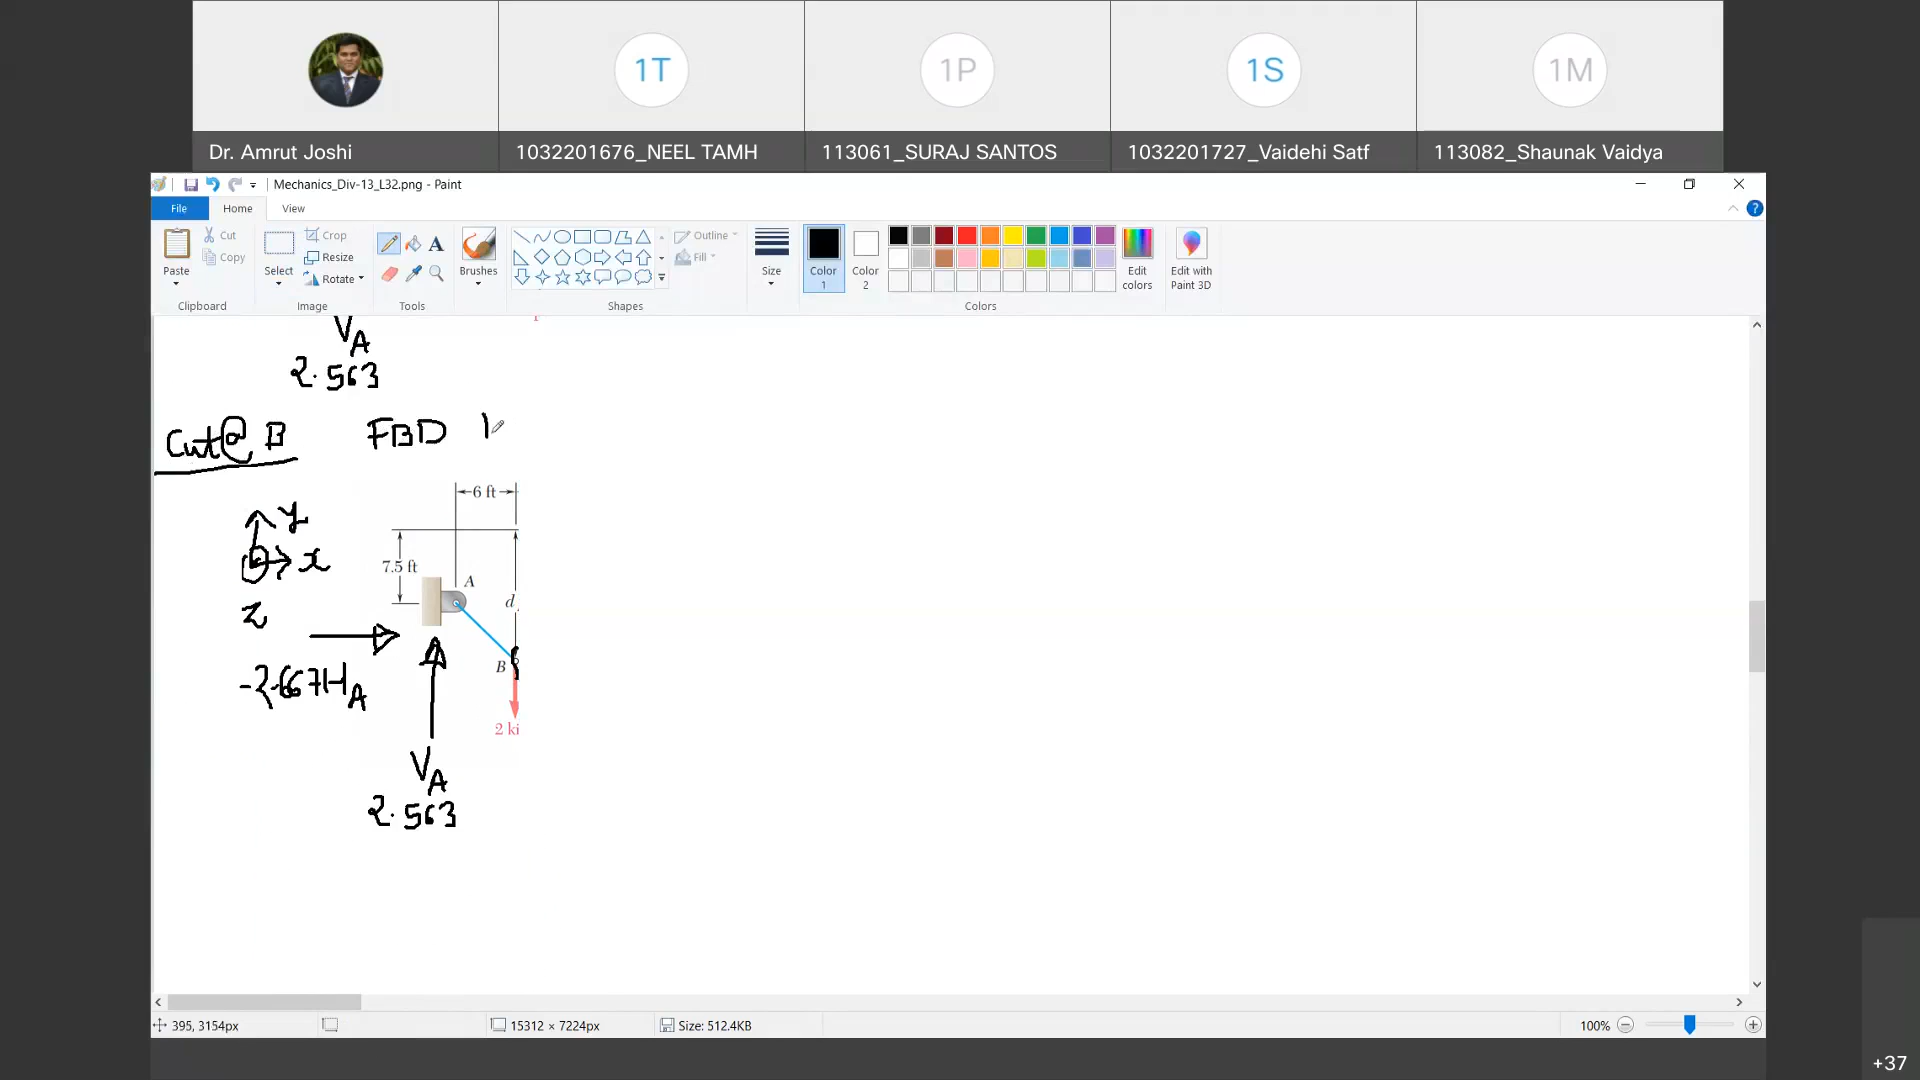 1T
1P
1S
1M
Dr. Amrut Joshi
1032201676_NEEL TAMH
113061_SURAJ SANTOS
1032201727_Vaidehi Satf
113082_Shaunak Vaidya
Mechanics_Div-13_L32.png - Paint
File
Home
View
Paste
Cut
Copy
Clipboard
Select
Crop
Resize
Rotate
Image
A
Tools
Brushes
Shapes
Outline
Fill
Size
Color 1
Color 2
Colors
Edit colors
Edit with Paint 3D
?
VA
2.563
Cut@ B
FBD
6 ft
y
x
z
7.5 ft
A
d
B
-2.667HA
2 ki
VA
2.563
395, 3154px
15312 × 7224px
Size: 512.4KB
100%
+37